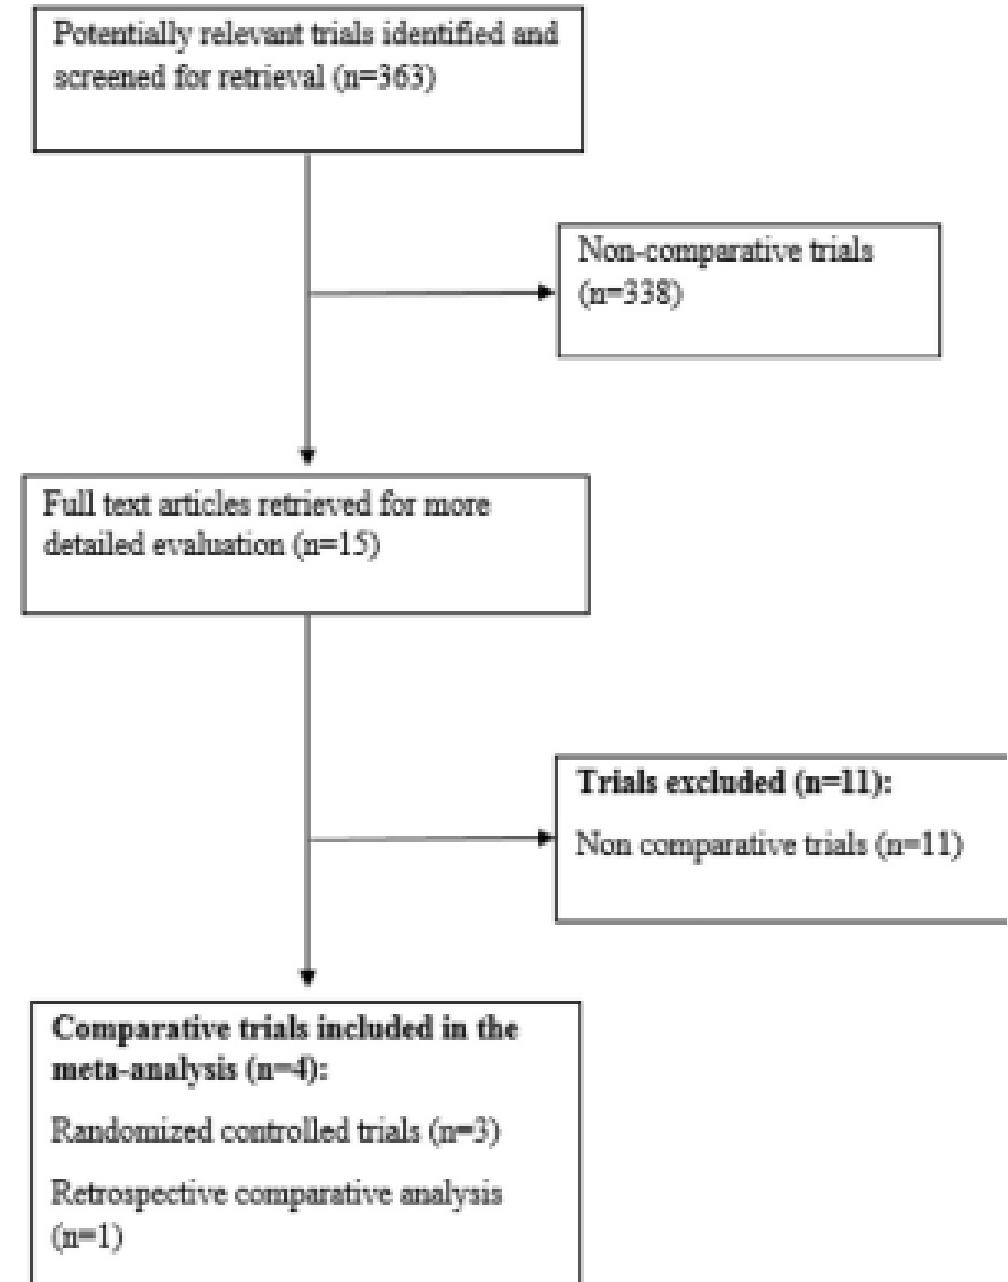 Potentially relevant trials identified and
screened for retrieval (n=363)
Non-comparative trials
(n=338)
Full text articles retrieved for more
detailed evaluation (n=15)
Trials excluded (n=11):
Non comparative trials (n=11)
Comparative trials included in the
meta-analysis (n=4):
Randomized controlled trials (n=3)
Retrospective comparative analysis
(n=1)